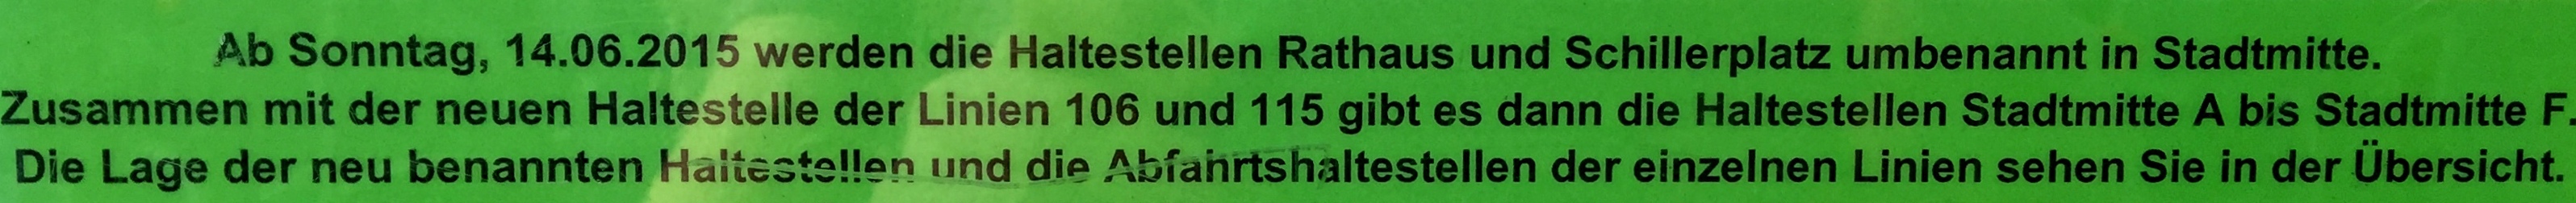 Ab Sonntag, 14.06.2015 werden die Haltestellen Rathaus und Schillerplatz umbenannt in Stadtmitte.
Zusammen mit der neuen Haltestelle der Linien 106 und 115 gibt es dann die Haltestellen Stadtmitte A bis Stadtmitte F.
Die Lage der neu benannten Haltestellen und die Abfahrtshaltestellen der einzelnen Linien sehen Sie in der Übersicht.